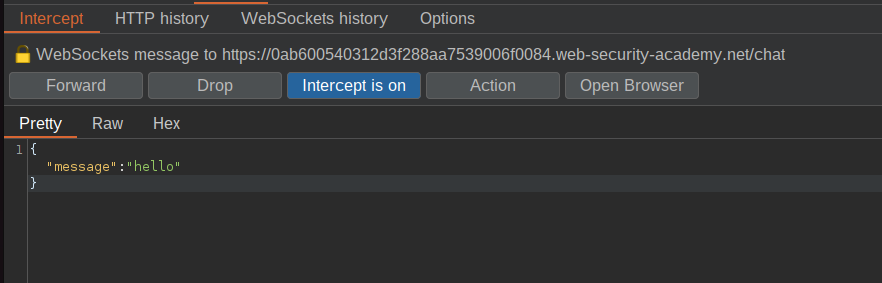 Intercept HTTP history WebSockets history Options
WebSockets message to https://0ab600540312d3f288aa7539006f0084.web-security-academy.net/chat
Forward Drop Intercept is on Action Open Browser
Pretty Raw Hex
1 {
"message":"hello"
}